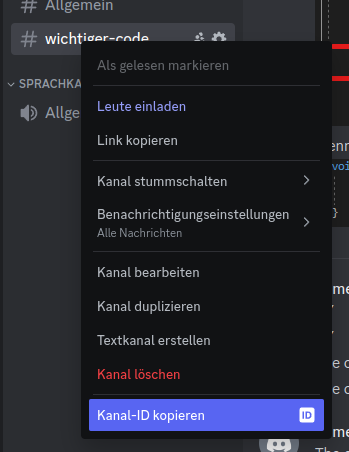 Allgemein
wichtiger-code
Als gelesen markieren
SPRACHKA
Leute einladen
Allge
Link kopieren
Kanal stummschalten
Benachrichtigungseinstellungen
Alle Nachrichten
Kanal bearbeiten
Kanal duplizieren
Textkanal erstellen
Kanal löschen
Kanal-ID kopieren ID